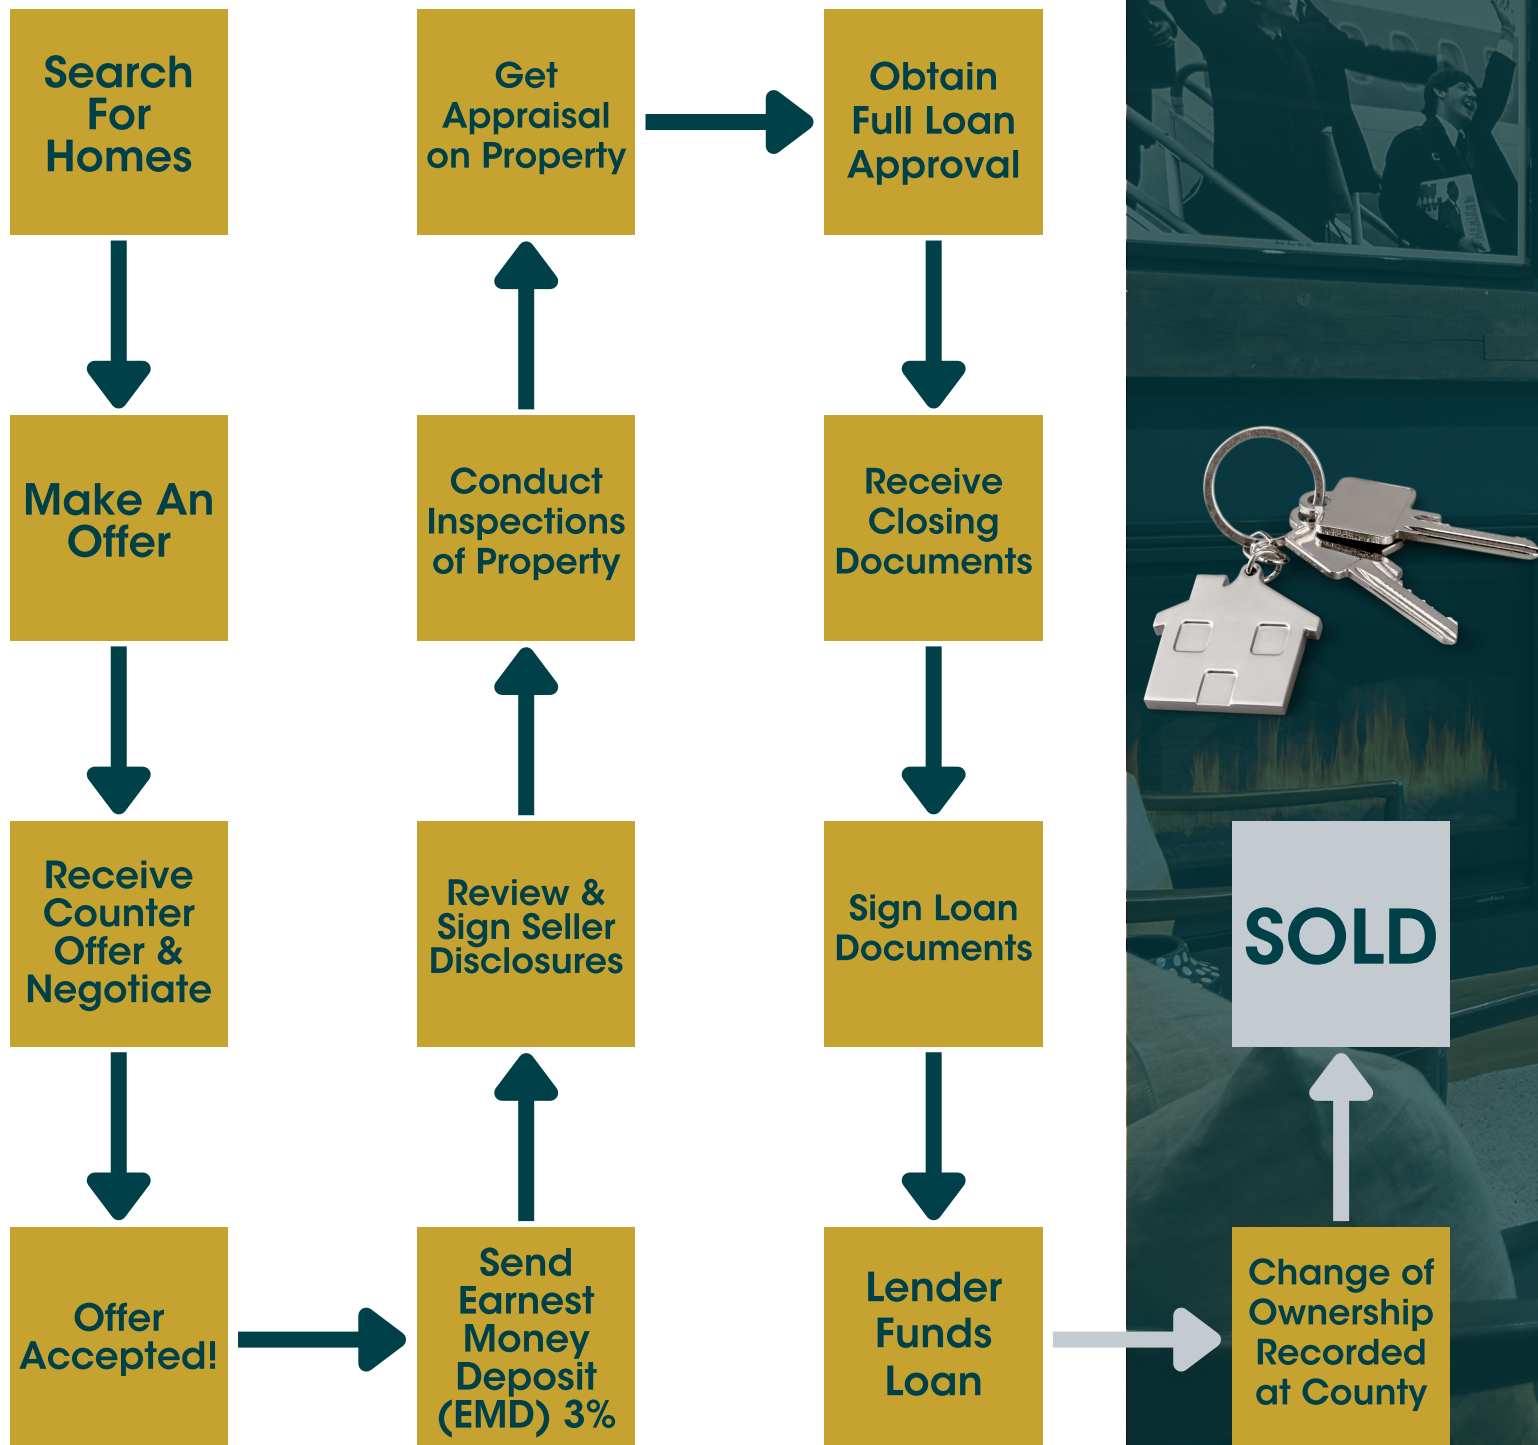 Search
For
Homes
Make An
Offer
Receive
Counter
Offer &
Negotiate
Offer
Accepted!
Send
Earnest
Money
Deposit
(EMD) 3%
Review &
Sign Seller
Disclosures
Conduct
Inspections
of Property
Get
Appraisal
on Property
Obtain
Full Loan
Approval
Receive
Closing
Documents
Sign Loan
Documents
Lender
Funds
Loan
Change of
Ownership
Recorded
at County
SOLD